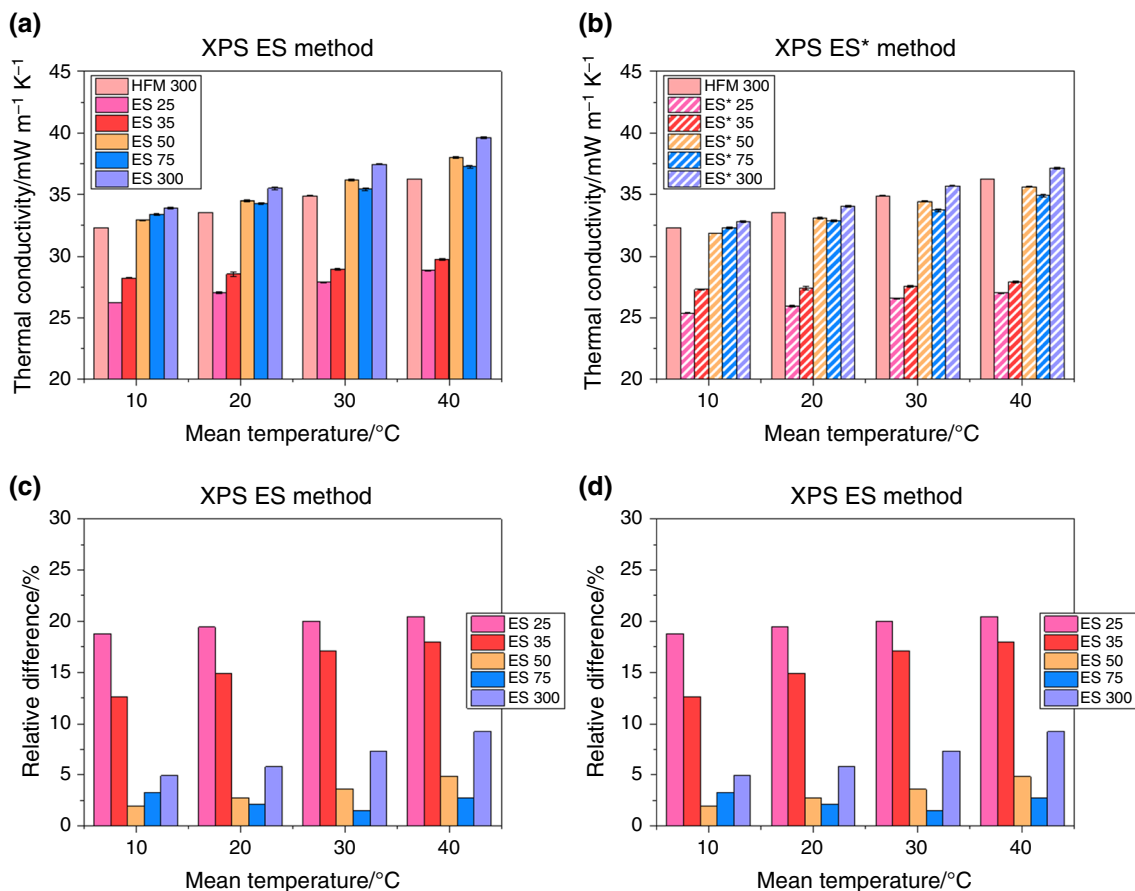 (a)
XPS ES method
Thermal conductivity/mW m⁻¹ K⁻¹
45
40
35
30
25
20
HFM 300
ES 25
ES 35
ES 50
ES 75
ES 300
10 20 30 40
Mean temperature/°C
(b)
XPS ES* method
Thermal conductivity/mW m⁻¹ K⁻¹
45
40
35
30
25
20
HFM 300
ES* 25
ES* 35
ES* 50
ES* 75
ES* 300
10 20 30 40
Mean temperature/°C
(c)
XPS ES method
Relative difference/%
30
25
20
15
10
5
0
ES 25
ES 35
ES 50
ES 75
ES 300
10 20 30 40
Mean temperature/°C
(d)
XPS ES method
Relative difference/%
30
25
20
15
10
5
0
ES 25
ES 35
ES 50
ES 75
ES 300
10 20 30 40
Mean temperature/°C